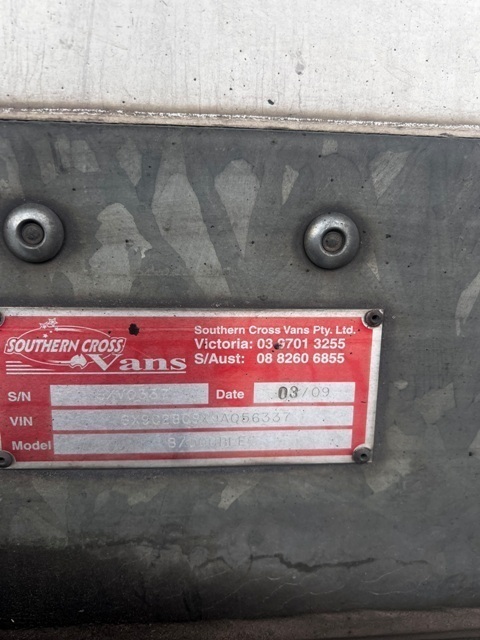 SOUTHERN CROSS
Vans
Southern Cross Vans Pty. Ltd.
Victoria: 03 9701 3255
S/Aust: 08 8260 6855
S/N
Date 03/09
VIN
Model